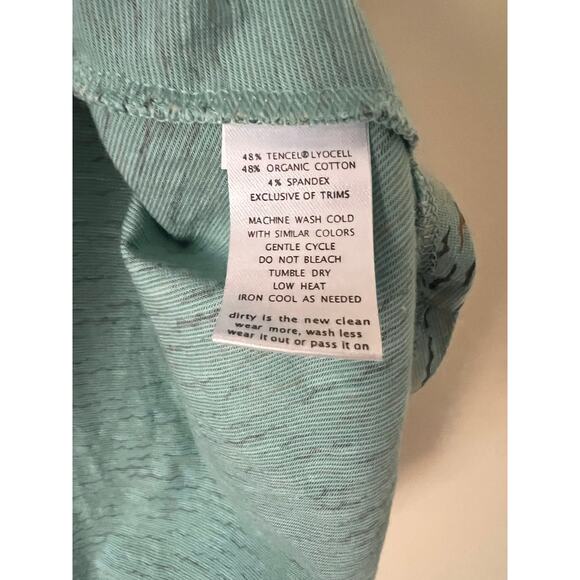 48% TENCEL® LYOCELL
48% ORGANIC COTTON
4% SPANDEX
EXCLUSIVE OF TRIMS
MACHINE WASH COLD
WITH SIMILAR COLORS
GENTLE CYCLE
DO NOT BLEACH
TUMBLE DRY
LOW HEAT
IRON COOL AS NEEDED
dirty is the new clean
wear more, wash less
wear it out or pass it on